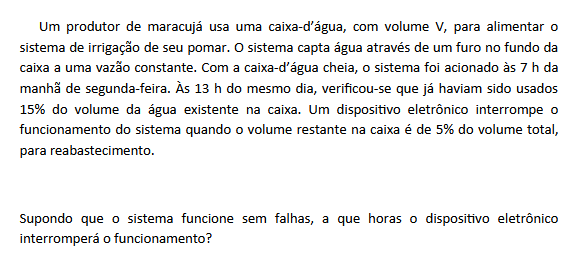 Um produtor de maracujá usa uma caixa-d’água, com volume V, para alimentar o
sistema de irrigação de seu pomar. O sistema capta água através de um furo no fundo da
caixa a uma vazão constante. Com a caixa-d’água cheia, o sistema foi acionado às 7 h da
manhã de segunda-feira. Às 13 h do mesmo dia, verificou-se que já haviam sido usados
15% do volume da água existente na caixa. Um dispositivo eletrônico interrompe o
funcionamento do sistema quando o volume restante na caixa é de 5% do volume total,
para reabastecimento.
Supondo que o sistema funcione sem falhas, a que horas o dispositivo eletrônico
interromperá o funcionamento?